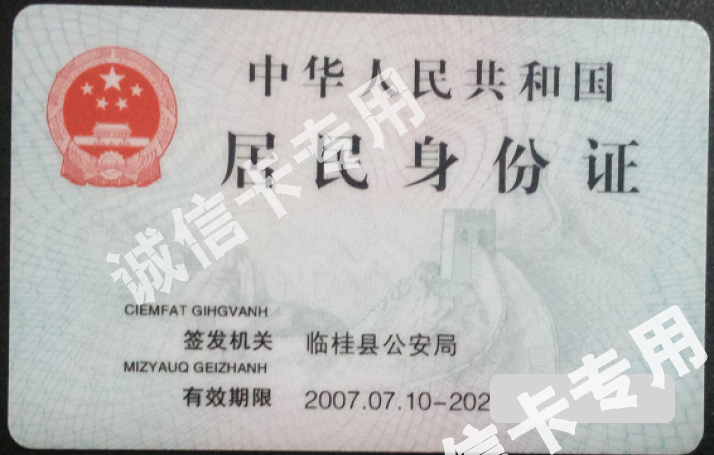 中华人民共和国
居民身份证
诚信卡专用
CIEMFAT GIHGVANH
签发机关 临桂县公安局
MIZYAUQ GEIZHANH
有效期限 2007.07.10-202
信卡专用